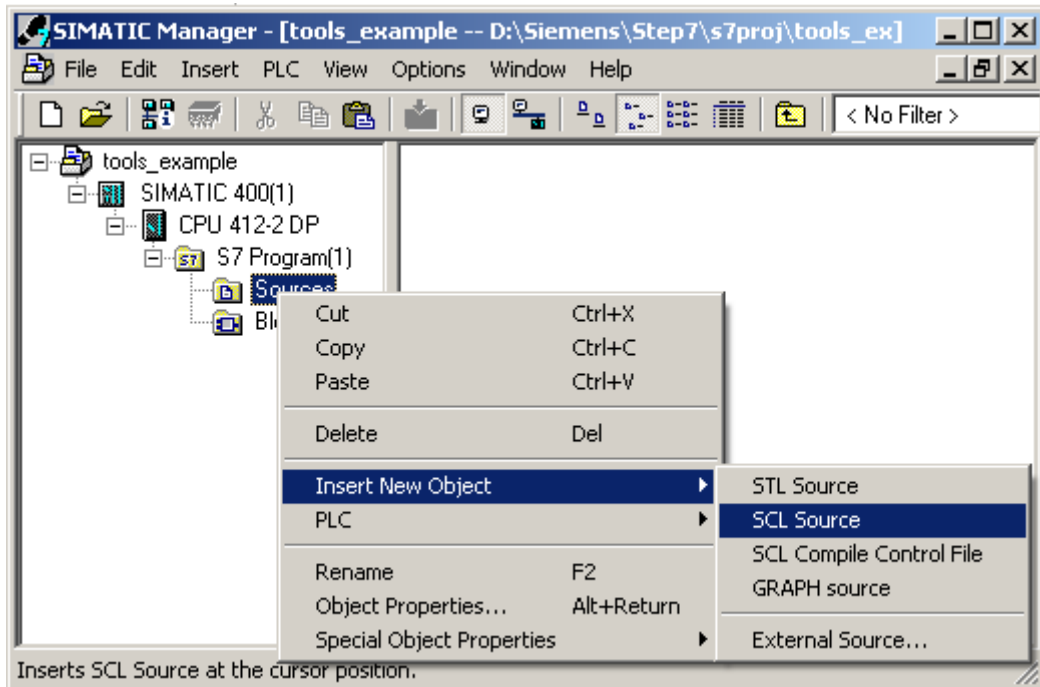 SIMATIC Manager - [tools_example -- D:\Siemens\Step7\s7proj\tools_ex]
File Edit Insert PLC View Options Window Help
< No Filter >
tools_example
SIMATIC 400(1)
CPU 412-2 DP
S7 Program(1)
Sources
Bl
Cut Ctrl+X
Copy Ctrl+C
Paste Ctrl+V
Delete Del
Insert New Object
PLC
Rename F2
Object Properties... Alt+Return
Special Object Properties
STL Source
SCL Source
SCL Compile Control File
GRAPH source
External Source...
Inserts SCL Source at the cursor position.